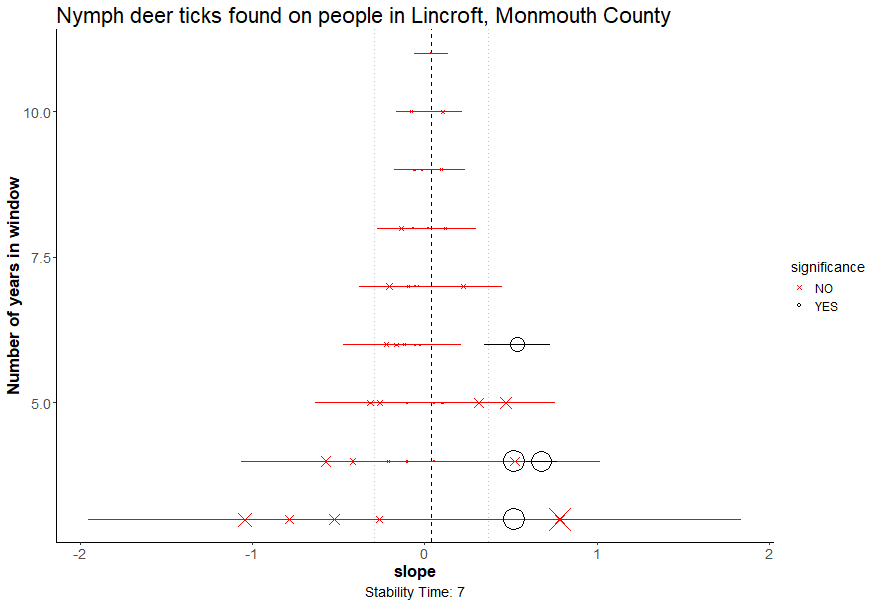 Nymph deer ticks found on people in Lincroft, Monmouth County
Number of years in window
10.0
7.5
5.0
-2
-1
0
1
2
slope
Stability Time: 7
significance
NO
YES